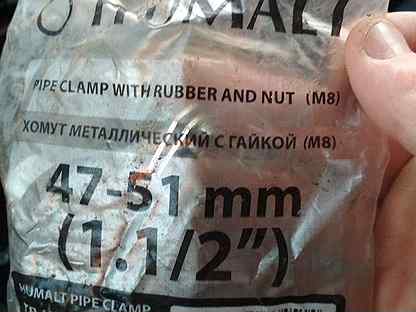 HUMALT
PIPE CLAMP WITH RUBBER AND NUT (M8)
ХОМУТ МЕТАЛЛИЧЕСКИЙ С ГАЙКОЙ (M8)
47-51 mm
(1.1/2")
HUMALT PIPE CLAMP